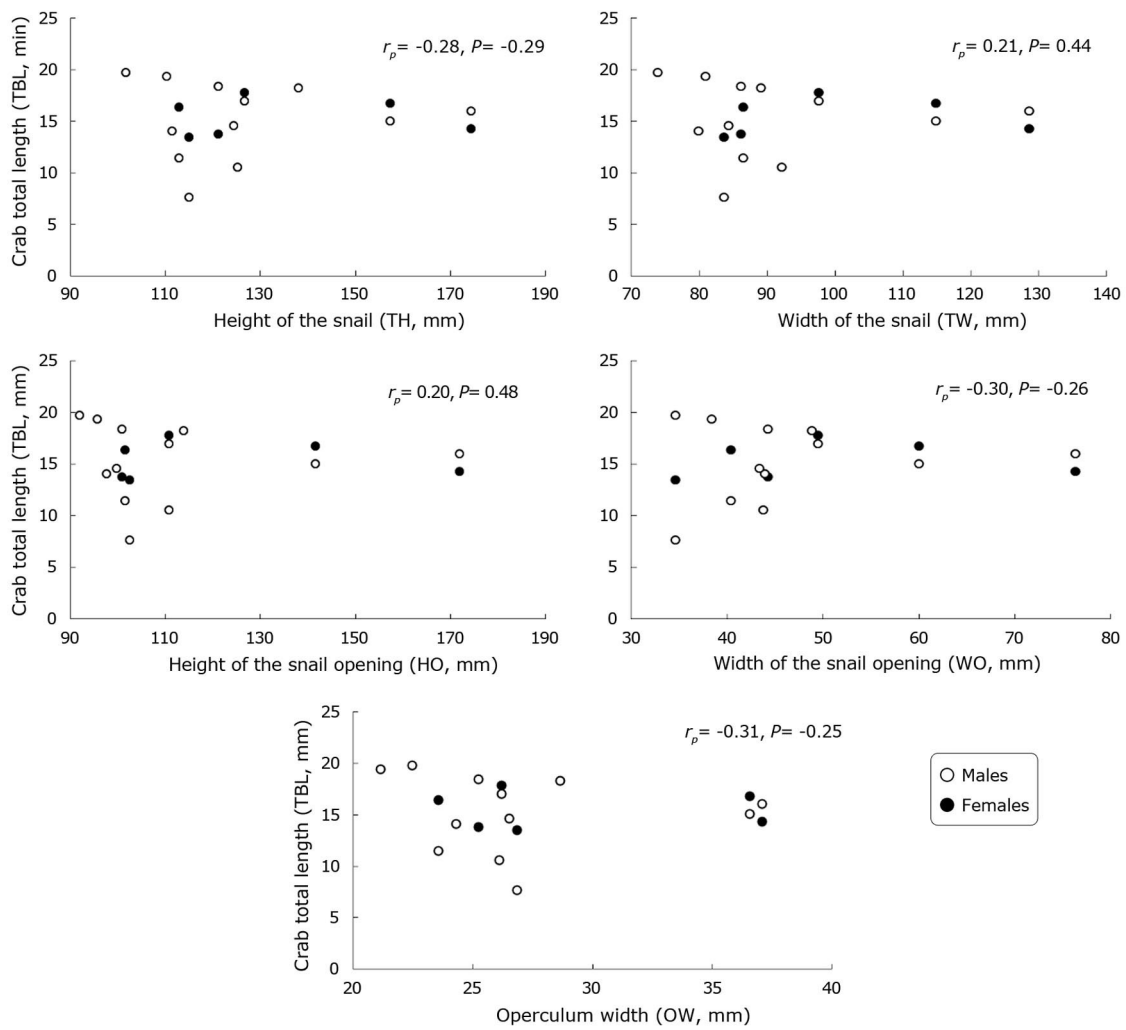 r_p= -0.28, P= -0.29
Crab total length (TBL, min)
25
20
15
10
5
0
90 110 130 150 170 190
Height of the snail (TH, mm)
r_p= 0.21, P= 0.44
25
20
15
10
5
0
70 80 90 100 110 120 130 140
Width of the snail (TW, mm)
r_p= 0.20, P= 0.48
Crab total length (TBL, mm)
25
20
15
10
5
0
90 110 130 150 170 190
Height of the snail opening (HO, mm)
r_p= -0.30, P= -0.26
25
20
15
10
5
0
30 40 50 60 70 80
Width of the snail opening (WO, mm)
r_p= -0.31, P= -0.25
Crab total length (TBL, mm)
25
20
15
10
5
0
20 25 30 35 40
Operculum width (OW, mm)
Males
Females